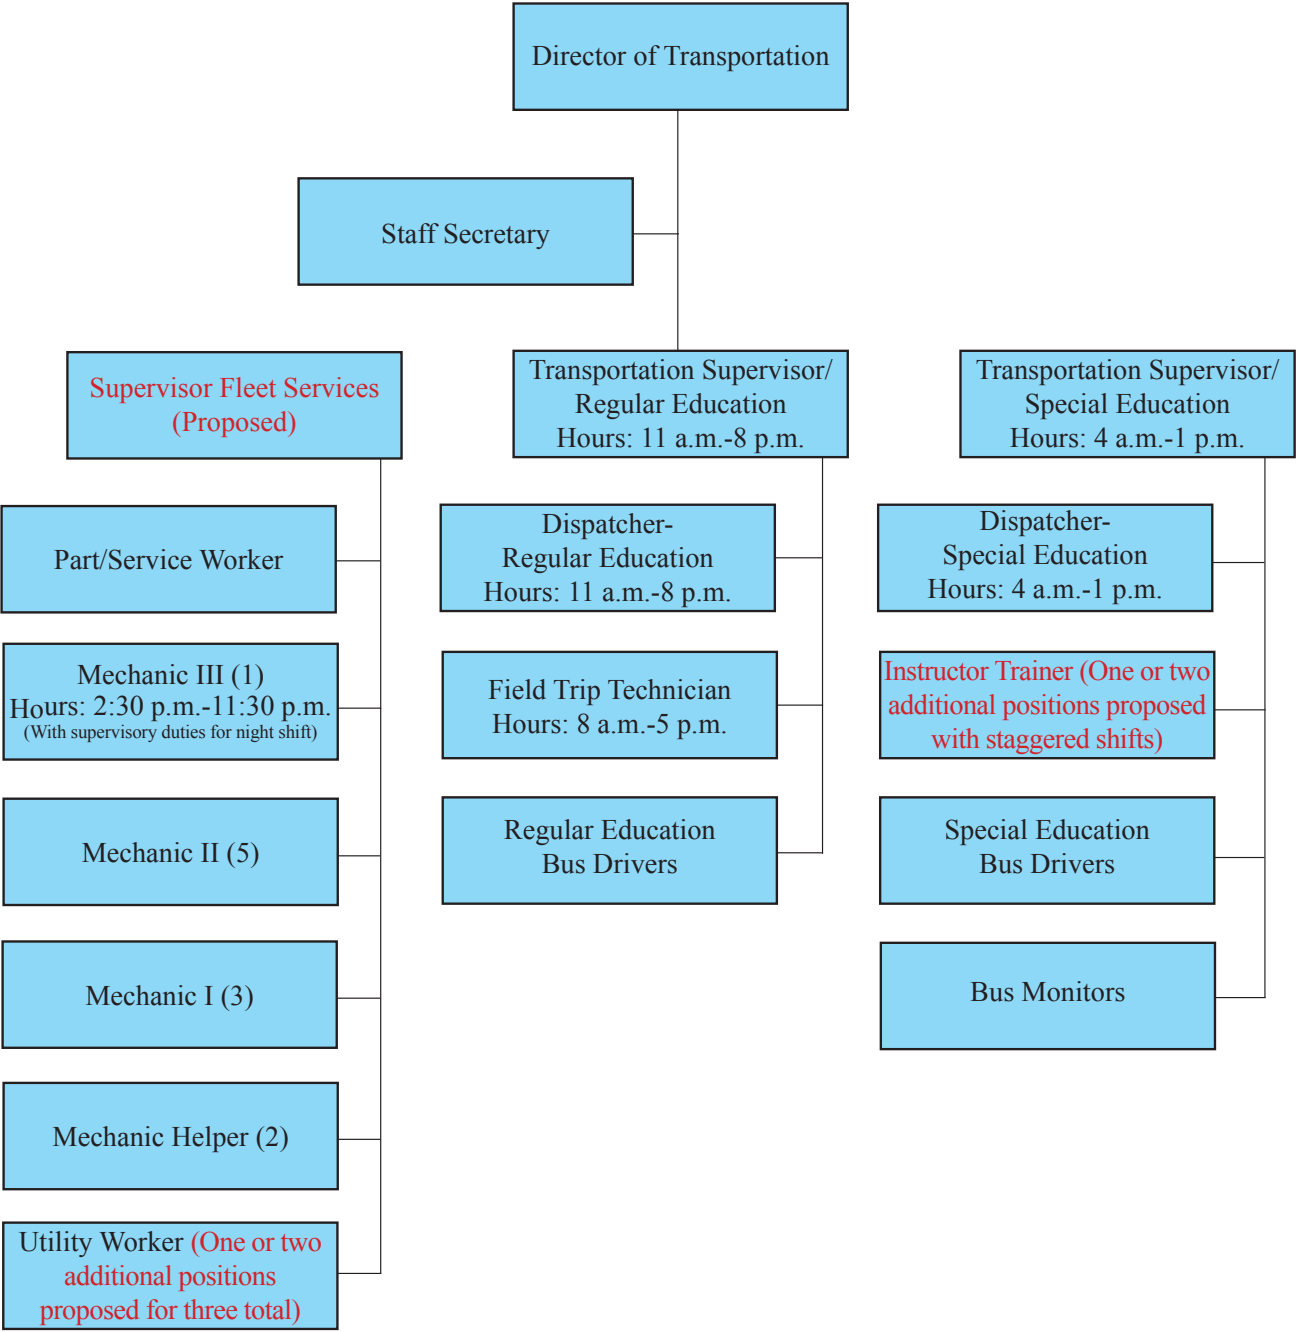 Director of Transportation
Staff Secretary
Supervisor Fleet Services
(Proposed)
Part/Service Worker
Mechanic III (1)
Hours: 2:30 p.m.-11:30 p.m.
(With supervisory duties for night shift)
Mechanic II (5)
Mechanic I (3)
Mechanic Helper (2)
Utility Worker (One or two
additional positions
proposed for three total)
Transportation Supervisor/
Regular Education
Hours: 11 a.m.-8 p.m.
Dispatcher-
Regular Education
Hours: 11 a.m.-8 p.m.
Field Trip Technician
Hours: 8 a.m.-5 p.m.
Regular Education
Bus Drivers
Transportation Supervisor/
Special Education
Hours: 4 a.m.-1 p.m.
Dispatcher-
Special Education
Hours: 4 a.m.-1 p.m.
Instructor Trainer (One or two
additional positions proposed
with staggered shifts)
Special Education
Bus Drivers
Bus Monitors